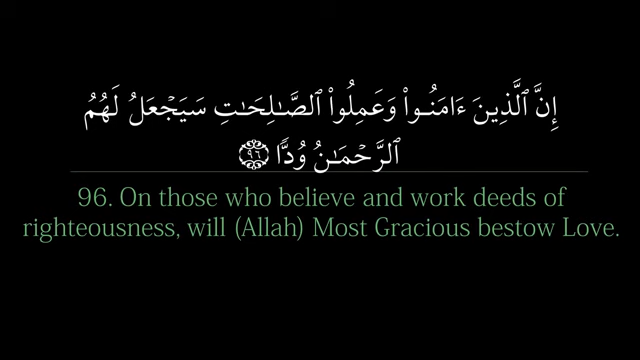 إِنَّ ٱلَّذِينَ ءَامَنُوا۟ وَعَمِلُوا۟ ٱلصَّـٰلِحَـٰتِ سَيَجْعَلُ لَهُمُ
ٱلرَّحْمَـٰنُ وُدًّا ۝٩٦
96. On those who believe and work deeds of
righteousness, will (Allah) Most Gracious bestow Love.